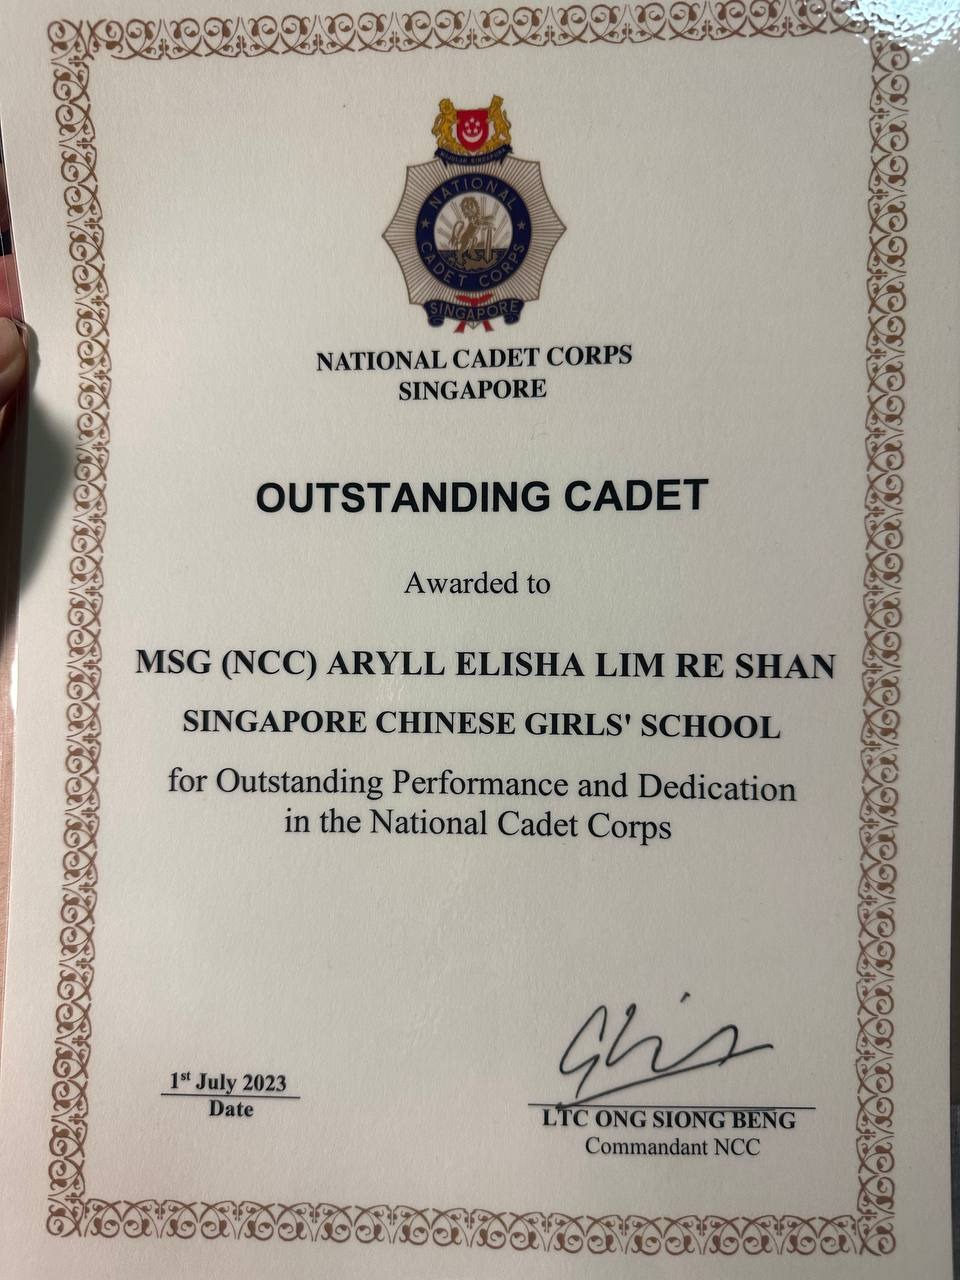 MAJULAH SINGAPURA
NATIONAL
CADET CORPS
SINGAPORE
NATIONAL CADET CORPS
SINGAPORE
OUTSTANDING CADET
Awarded to
MSG (NCC) ARYLL ELISHA LIM RE SHAN
SINGAPORE CHINESE GIRLS' SCHOOL
for Outstanding Performance and Dedication
in the National Cadet Corps
1st July 2023
Date
LTC ONG SIONG BENG
Commandant NCC